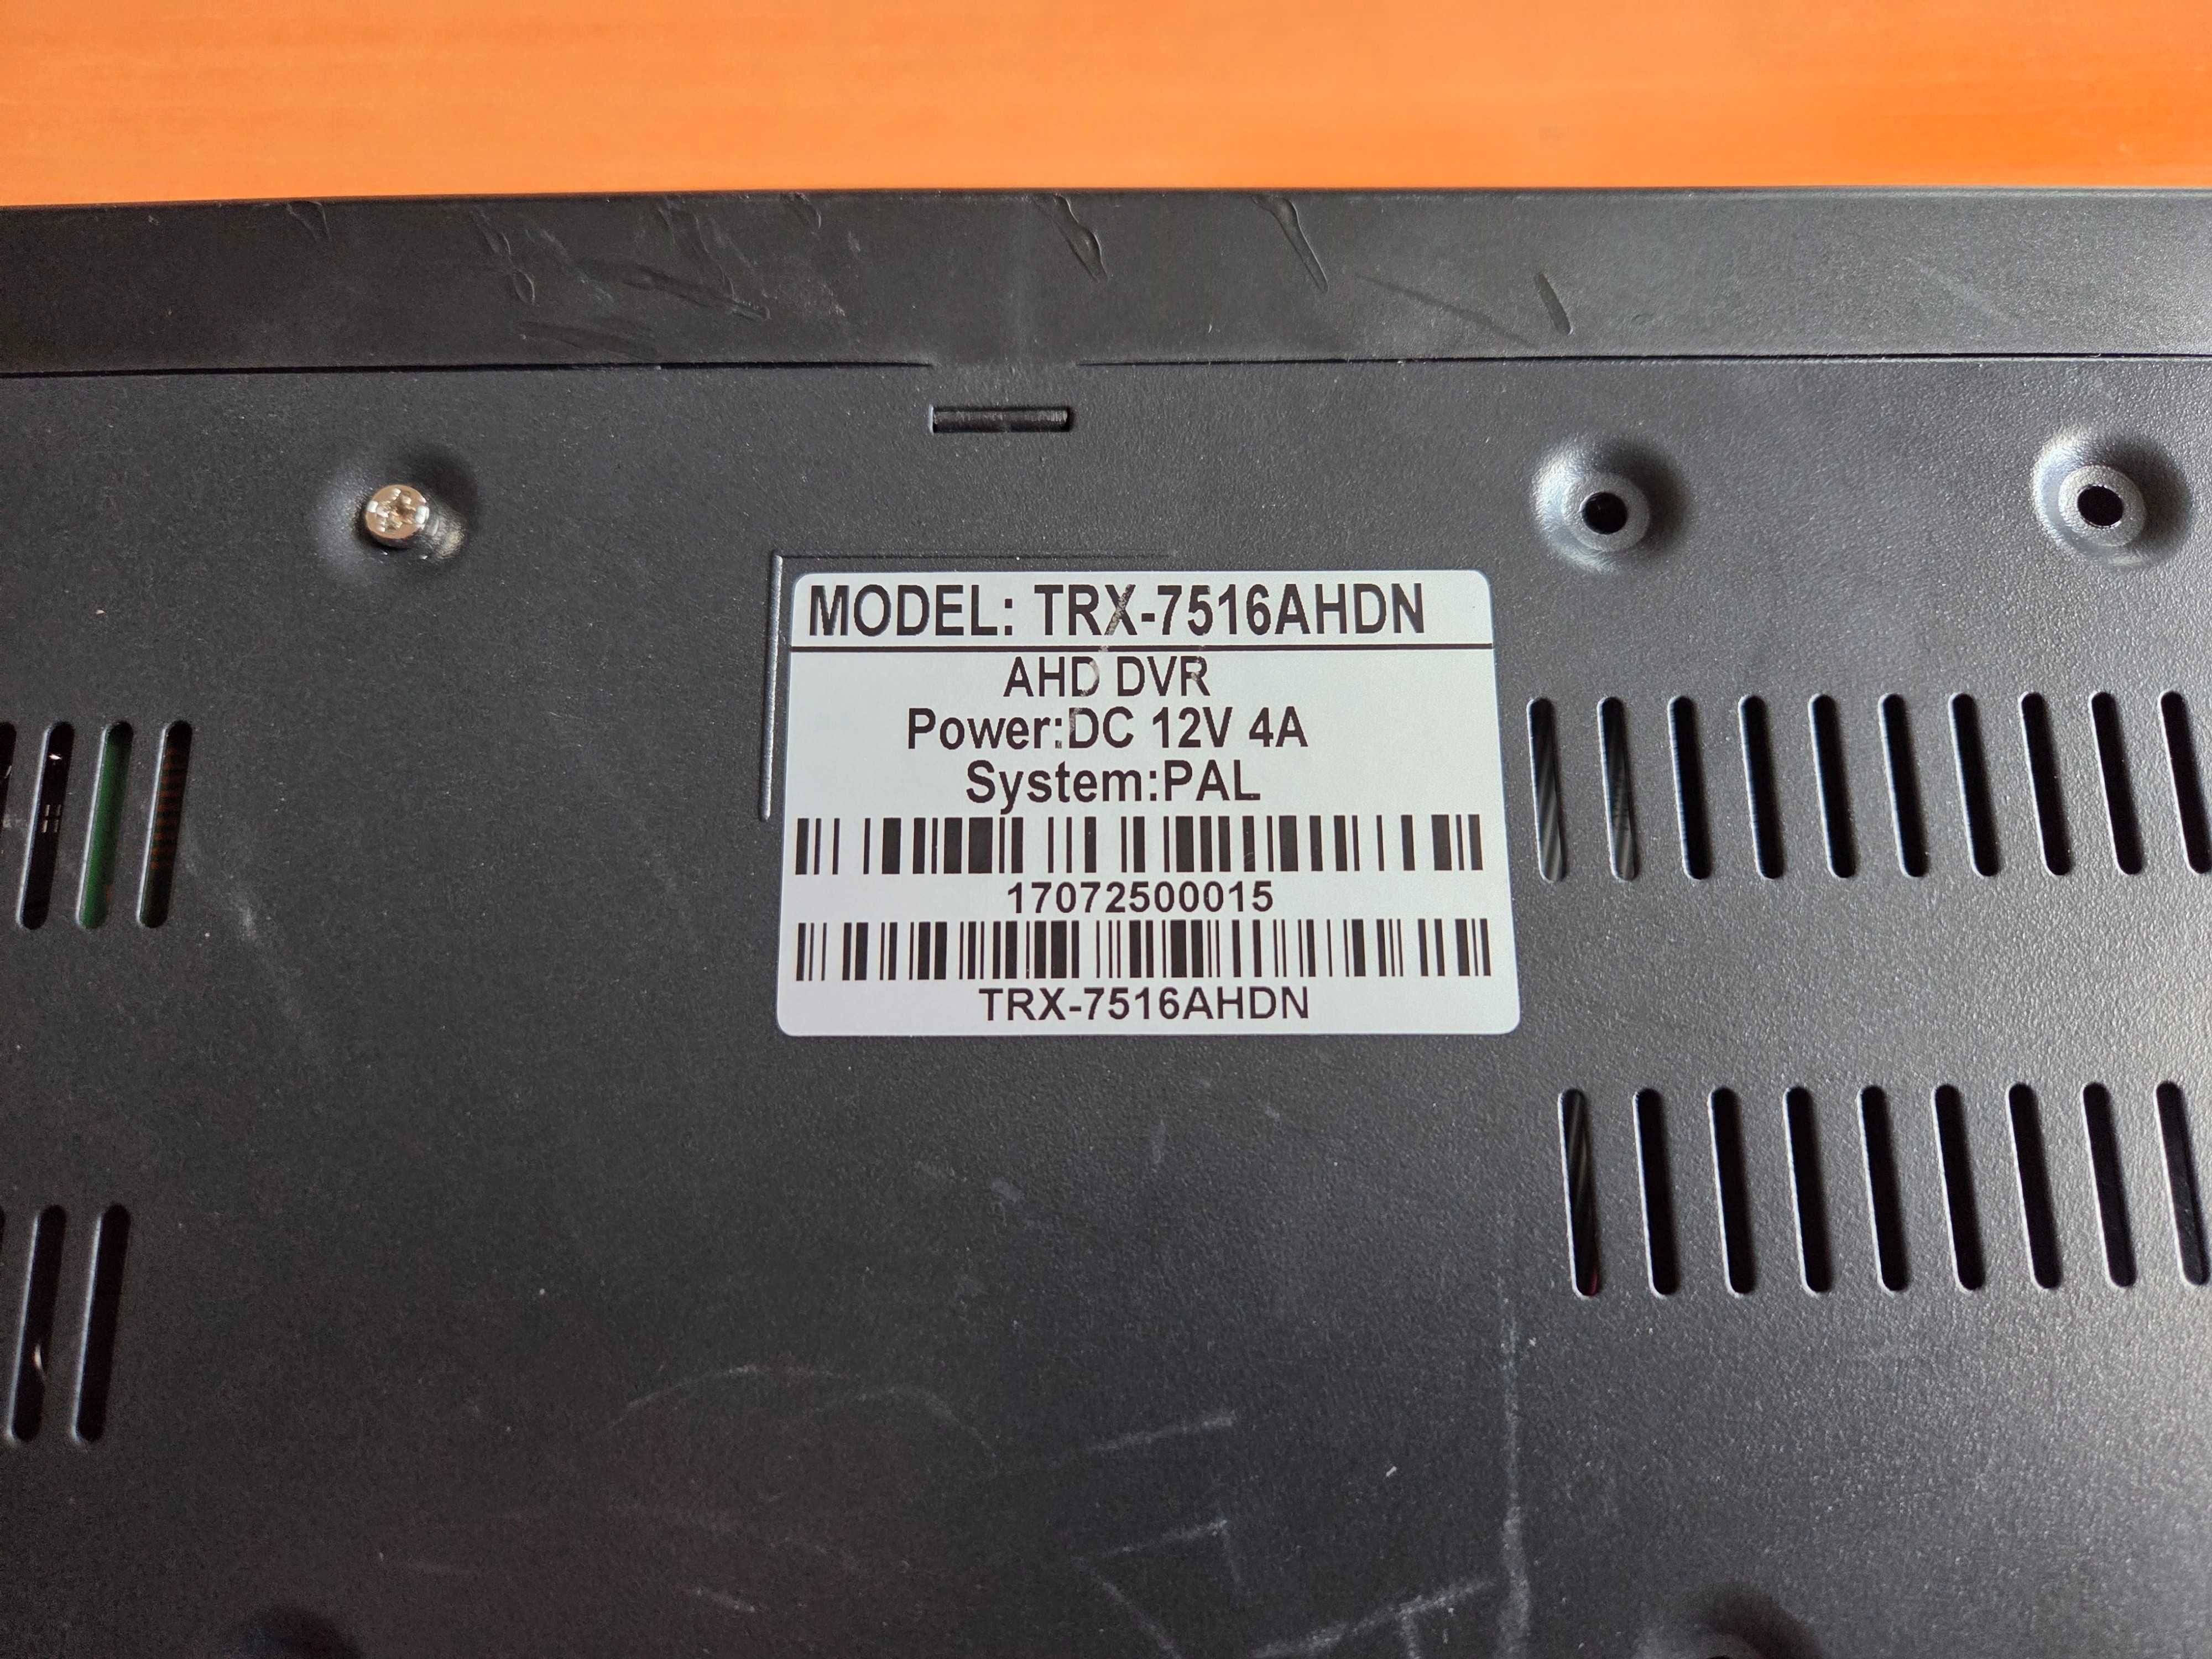 MODEL: TRX-7516AHDN
AHD DVR
Power:DC 12V 4A
System:PAL
17072500015
TRX-7516AHDN